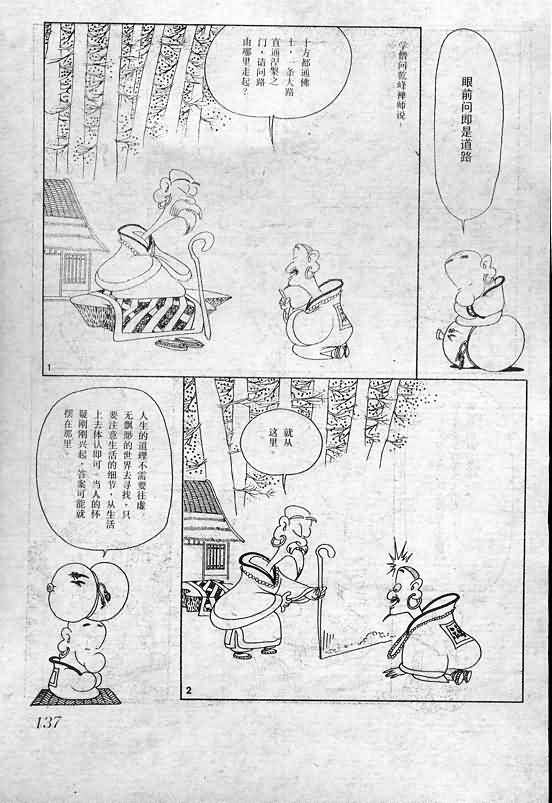 眼前问即是道路
学僧问乾峰禅师说：
十方都通佛
土，一条大路
直通涅槃之
门，请问路
由哪里走起？
1
就从
这里。
2
人生的道理不需要往虚
无飘渺的世界去寻找，只
要注意生活的细节，从生活
上去体认即可。当人的怀
疑刚刚兴起，答案可能就
摆在那里。
137